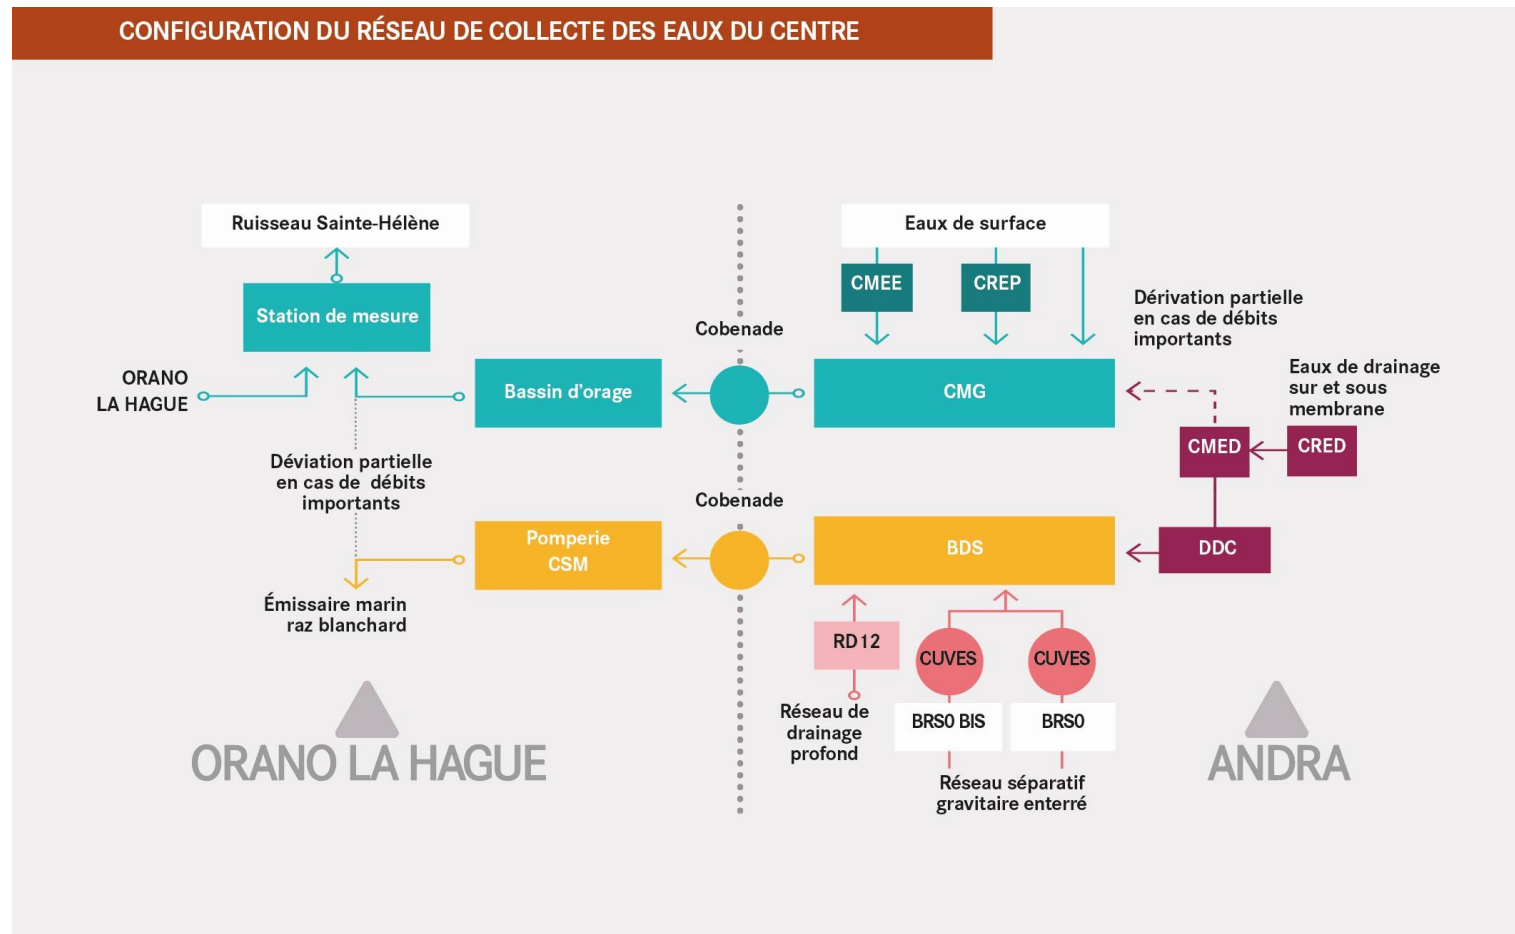 CONFIGURATION DU RÉSEAU DE COLLECTE DES EAUX DU CENTRE
Ruisseau Sainte-Hélène
Station de mesure
ORANO
LA HAGUE
Bassin d'orage
Déviation partielle
en cas de débits
importants
Pomperie
CSM
Émissaire marin
raz blanchard
ORANO LA HAGUE
Cobenade
Cobenade
Eaux de surface
CMEE
CREP
CMG
Dérivation partielle
en cas de débits
importants
Eaux de drainage
sur et sous
membrane
CMED
CRED
BDS
DDC
RD12
CUVES
CUVES
Réseau de
drainage
profond
BRS0 BIS
BRS0
Réseau séparatif
gravitaire enterré
ANDRA